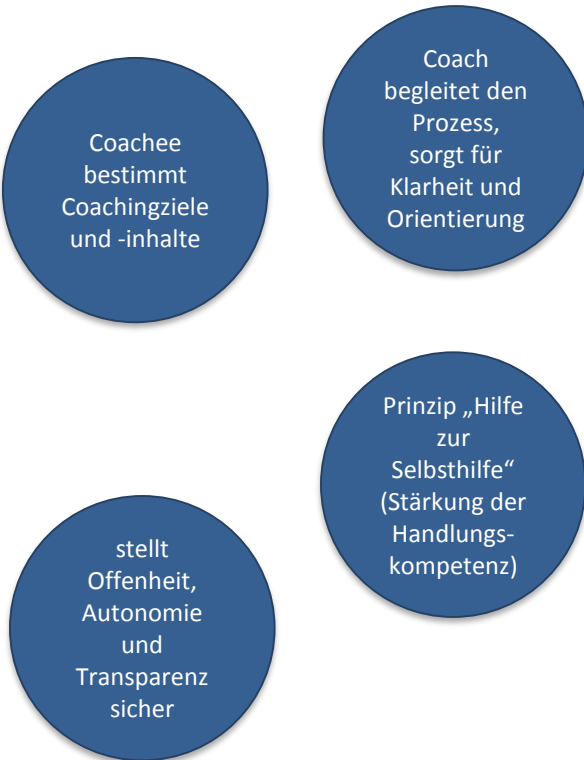 Coachee
bestimmt
Coachingziele
und -inhalte
Coach
begleitet den
Prozess,
sorgt für
Klarheit und
Orientierung
Prinzip „Hilfe
zur
Selbsthilfe“
(Stärkung der
Handlungs-
kompetenz)
stellt
Offenheit,
Autonomie
und
Transparenz
sicher